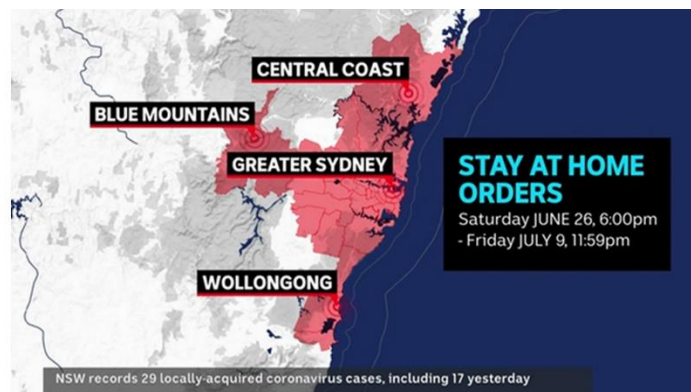 CENTRAL COAST
BLUE MOUNTAINS
GREATER SYDNEY
STAY AT HOME
ORDERS
Saturday JUNE 26, 6:00pm
- Friday JULY 9, 11:59pm
WOLLONGONG
NSW records 29 locally-acquired coronavirus cases, including 17 yesterday